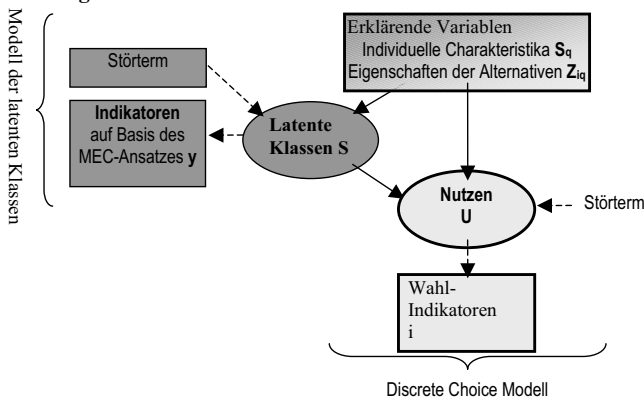 Modell der latenten Klassen
Störterm
Indikatoren
auf Basis des
MEC-Ansatzes y
Erklärende Variablen
Individuelle Charakteristika Sq
Eigenschaften der Alternativen Ziq
Latente
Klassen S
Nutzen
U
Störterm
Wahl-
Indikatoren
i
Discrete Choice Modell